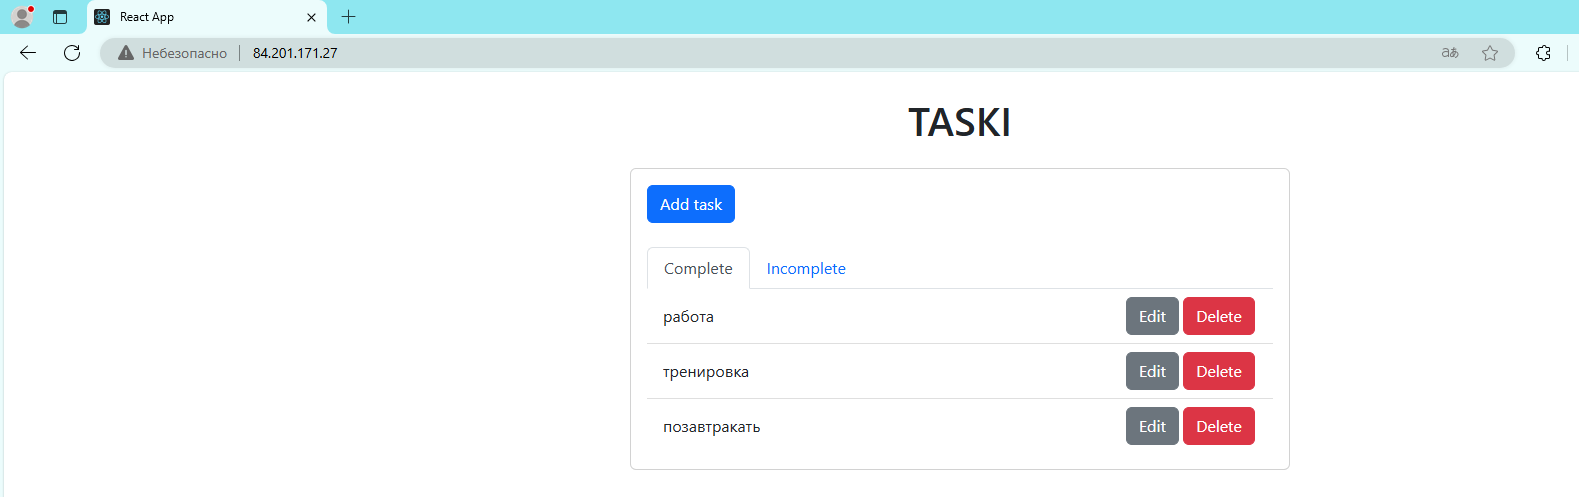 React App
Небезопасно 84.201.171.27
TASKI
Add task
Complete Incomplete
работа Edit Delete
тренировка Edit Delete
позавтракать Edit Delete